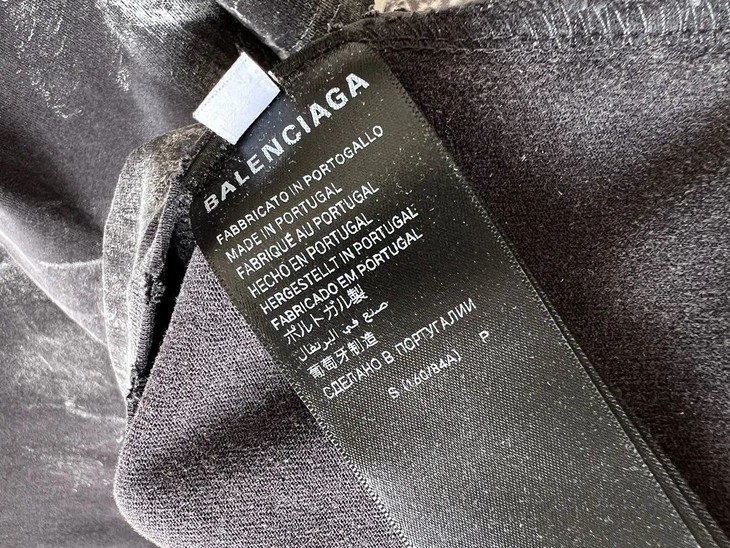 BALENCIAGA
FABBRICATO IN PORTOGALLO
MADE IN PORTUGAL
FABRIQUÉ AU PORTUGAL
HECHO EN PORTUGAL
HERGESTELLT IN PORTUGAL
FABRICADO EM PORTUGAL
ポルトガル製
صنع في البرتغال
葡萄牙制造
СДЕЛАНО В ПОРТУГАЛИИ
S (160/84A) P